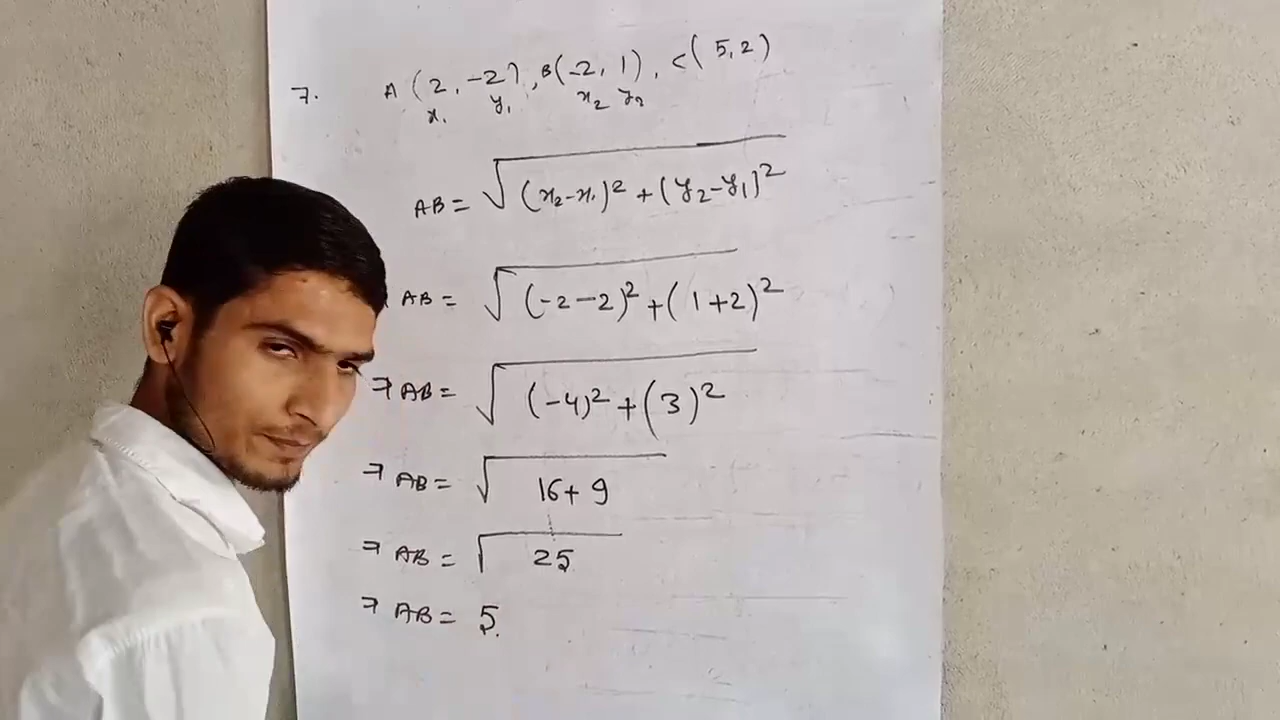 7. A (2, -2), B(-2, 1), C(5,2)
x₁ y₁ x₂ y₂
AB = √(x₂-x₁)² + (y₂-y₁)²
AB = √(-2-2)² + (1+2)²
⇒ AB = √(-4)² + (3)²
⇒ AB = √16+9
⇒ AB = √25
⇒ AB = 5.